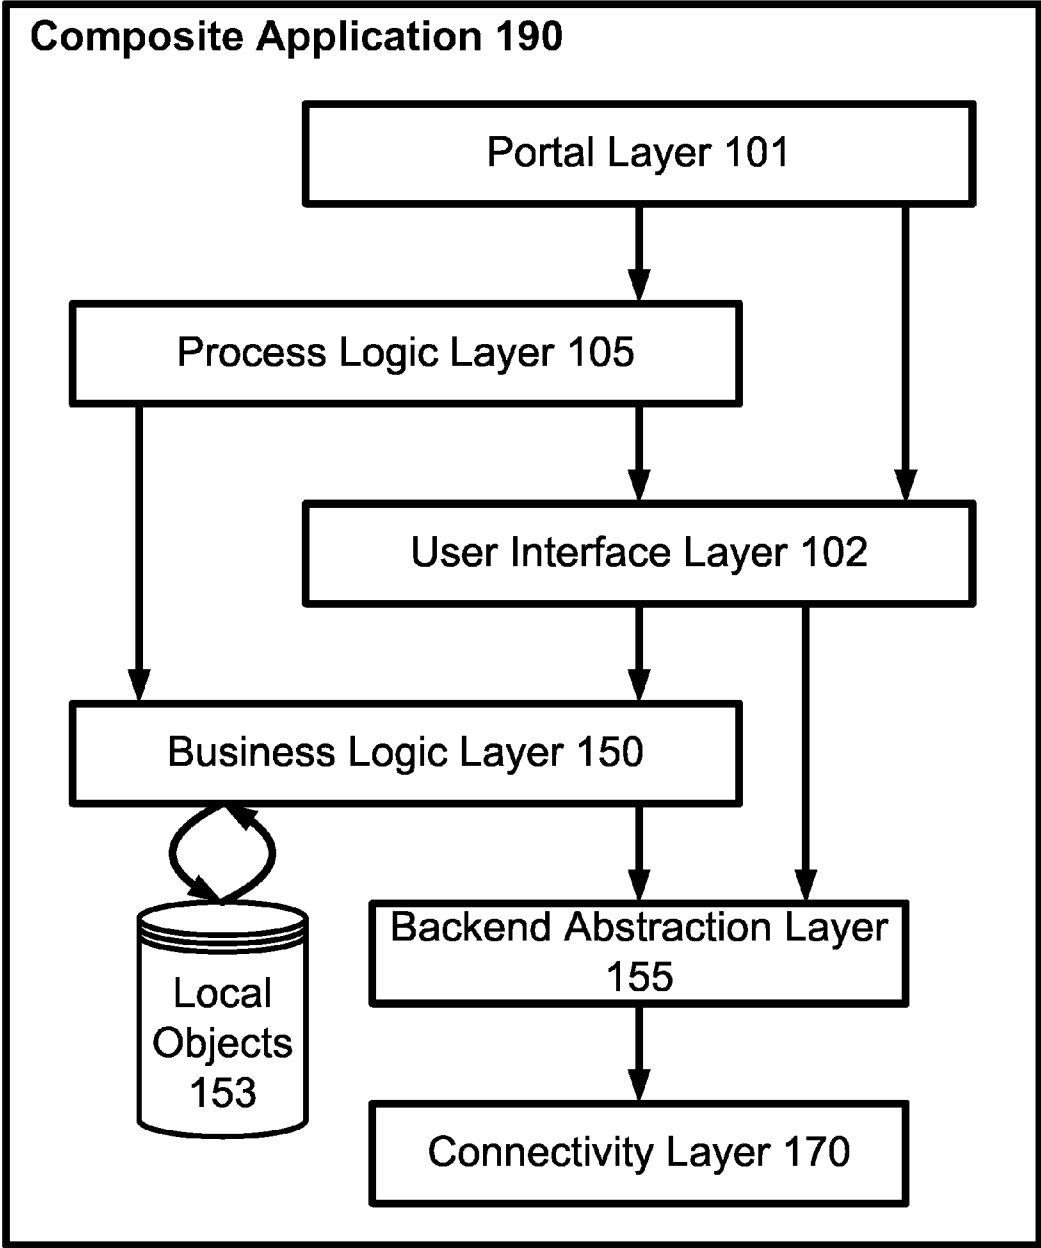 Composite Application 190
Portal Layer 101
Process Logic Layer 105
User Interface Layer 102
Business Logic Layer 150
Backend Abstraction Layer
155
Local
Objects
153
Connectivity Layer 170